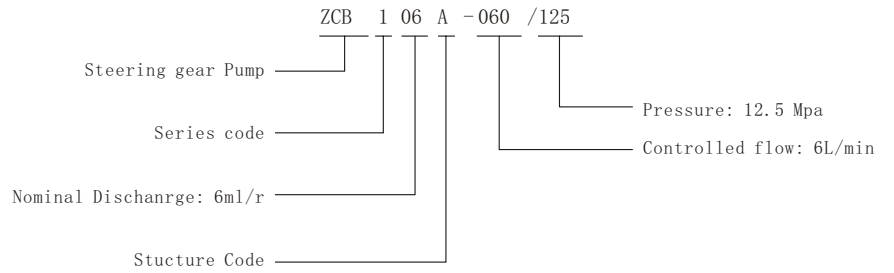 ZCB 1 06 A -060 /125
Steering gear Pump
Pressure: 12.5 Mpa
Series code
Controlled flow: 6L/min
Nominal Dischanrge: 6ml/r
Stucture Code